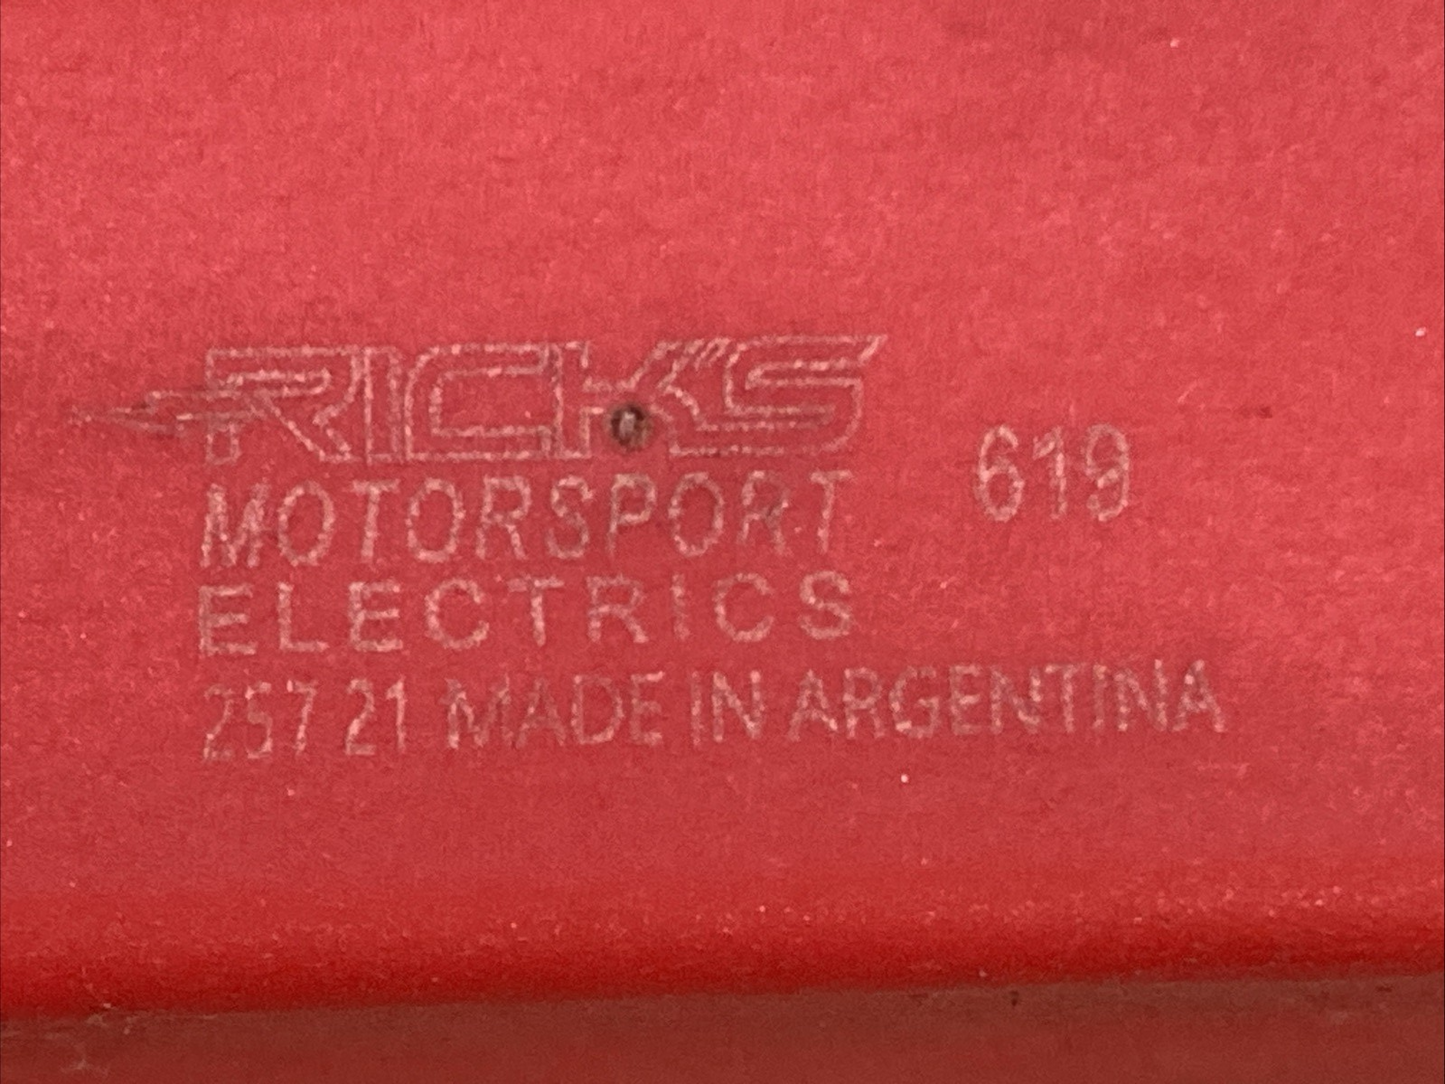 RICK'S
MOTORSPORT
ELECTRICS
619
257 21 MADE IN ARGENTINA